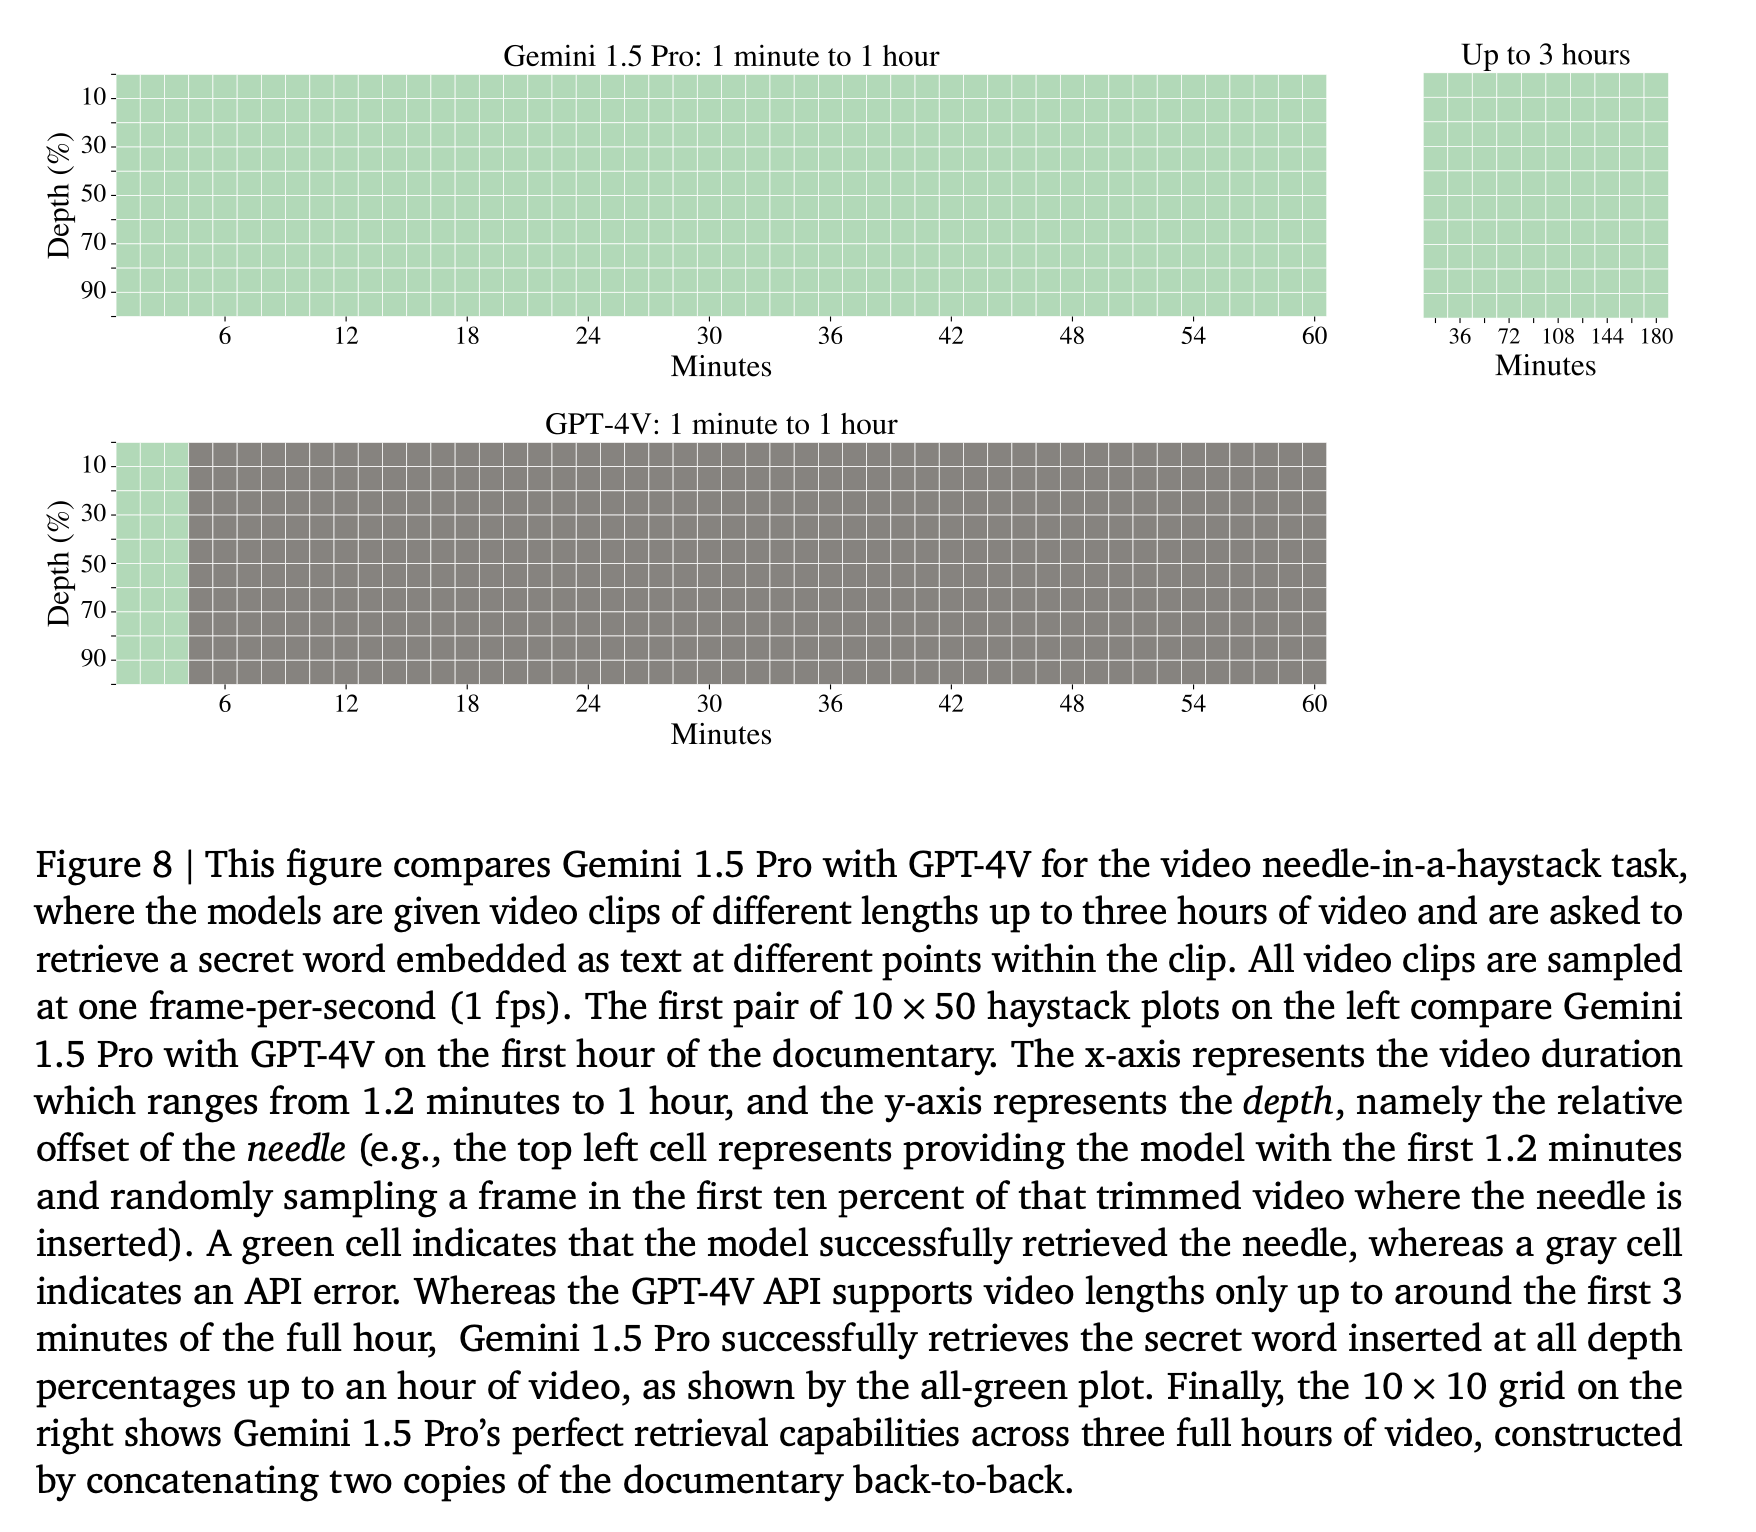 Gemini 1.5 Pro: 1 minute to 1 hour
Up to 3 hours
Depth (%)
10
30
50
70
90
6 12 18 24 30 36 42 48 54 60
Minutes
36 72 108 144 180
Minutes
GPT-4V: 1 minute to 1 hour
Depth (%)
10
30
50
70
90
6 12 18 24 30 36 42 48 54 60
Minutes
Figure 8 | This figure compares Gemini 1.5 Pro with GPT-4V for the video needle-in-a-haystack task,
where the models are given video clips of different lengths up to three hours of video and are asked to
retrieve a secret word embedded as text at different points within the clip. All video clips are sampled
at one frame-per-second (1 fps). The first pair of 10 × 50 haystack plots on the left compare Gemini
1.5 Pro with GPT-4V on the first hour of the documentary. The x-axis represents the video duration
which ranges from 1.2 minutes to 1 hour, and the y-axis represents the depth, namely the relative
offset of the needle (e.g., the top left cell represents providing the model with the first 1.2 minutes
and randomly sampling a frame in the first ten percent of that trimmed video where the needle is
inserted). A green cell indicates that the model successfully retrieved the needle, whereas a gray cell
indicates an API error. Whereas the GPT-4V API supports video lengths only up to around the first 3
minutes of the full hour, Gemini 1.5 Pro successfully retrieves the secret word inserted at all depth
percentages up to an hour of video, as shown by the all-green plot. Finally, the 10 × 10 grid on the
right shows Gemini 1.5 Pro's perfect retrieval capabilities across three full hours of video, constructed
by concatenating two copies of the documentary back-to-back.